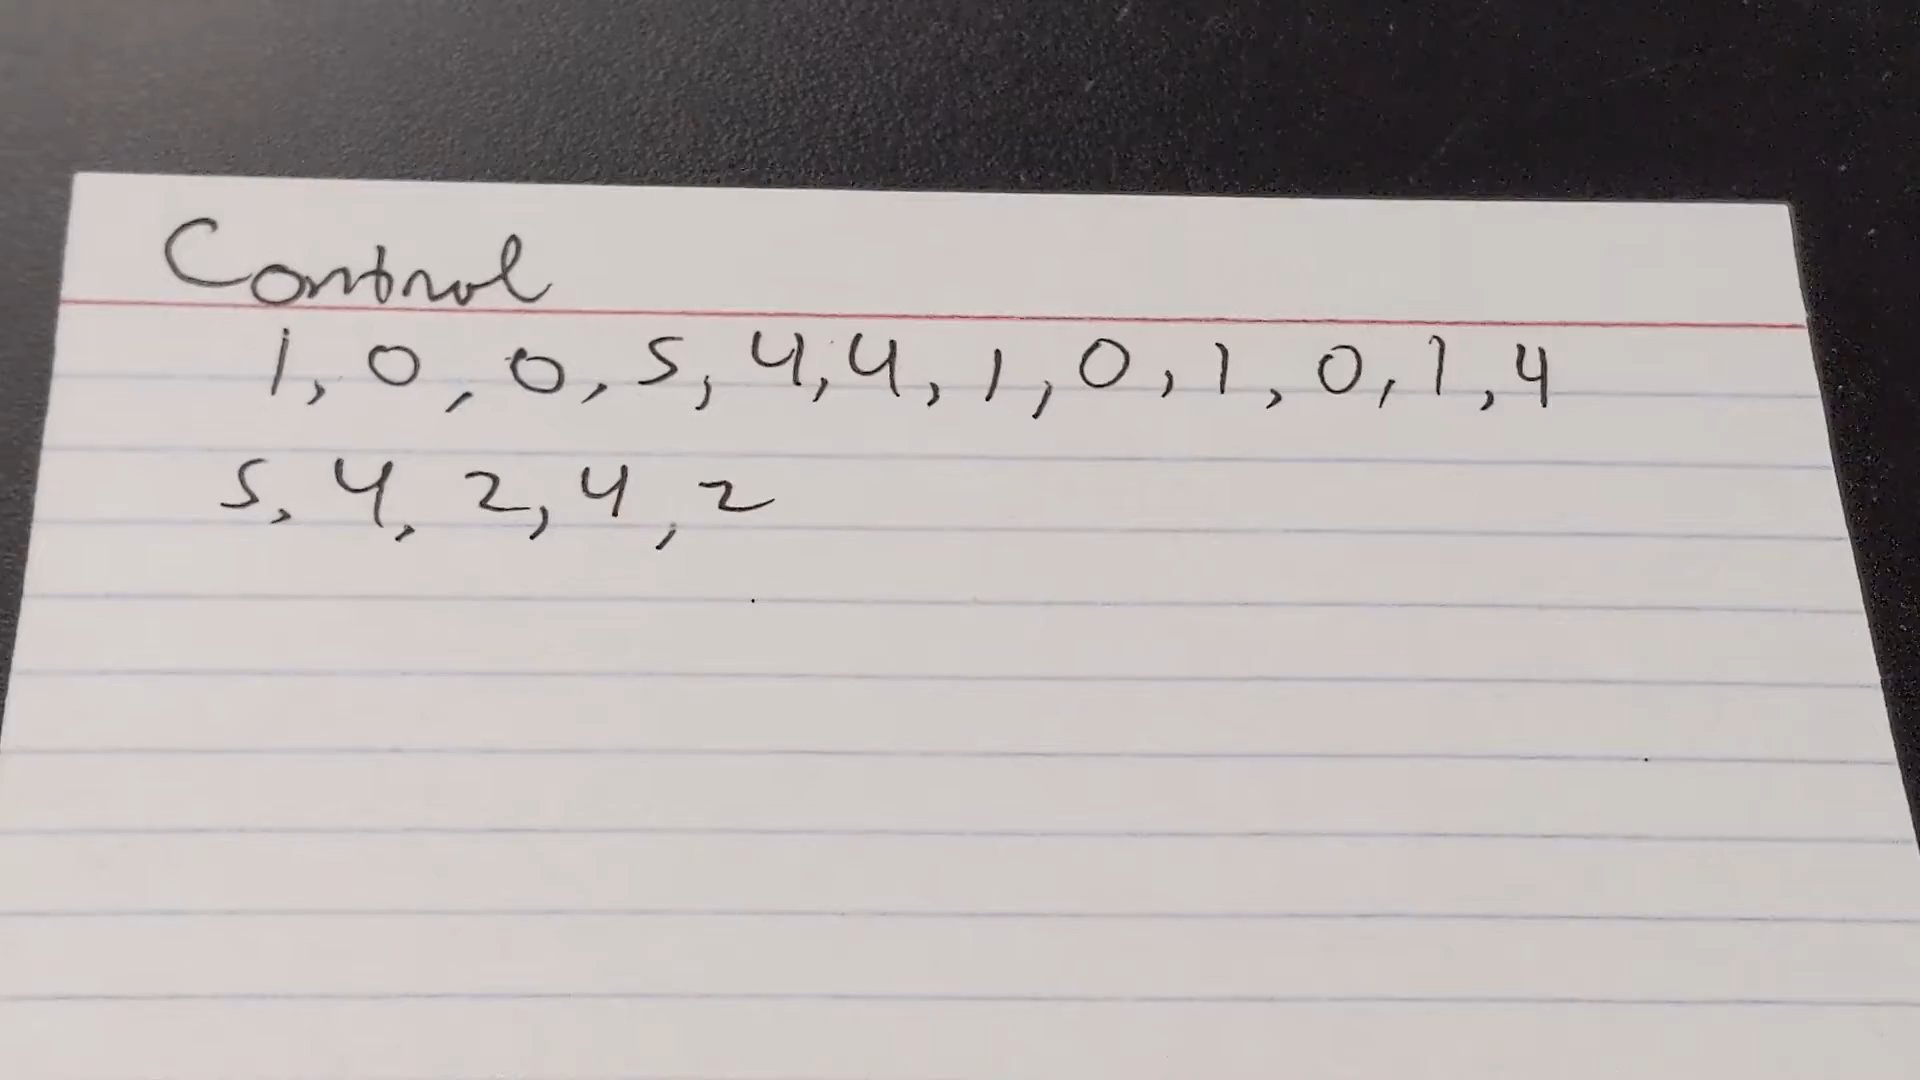 Control
1, 0, 0, 5, 4, 4, 1, 0, 1, 0, 1, 4
5, 4, 2, 4, 2